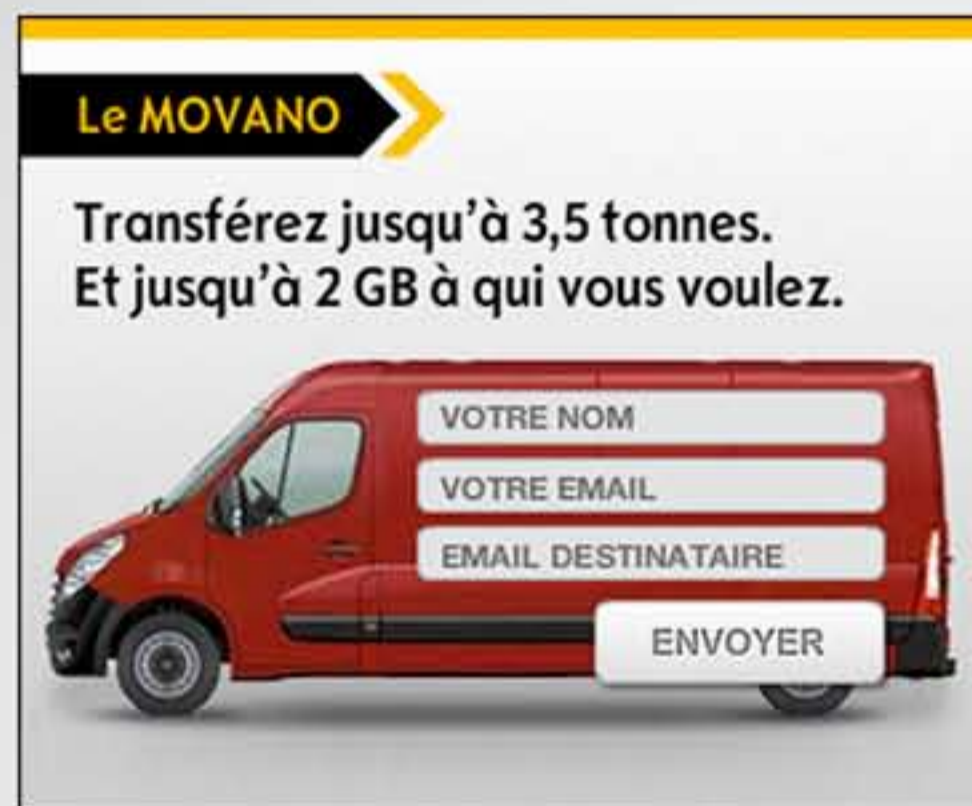 Le MOVANO
Transférez jusqu'à 3,5 tonnes.
Et jusqu'à 2 GB à qui vous voulez.
VOTRE NOM
VOTRE EMAIL
EMAIL DESTINATAIRE
ENVOYER